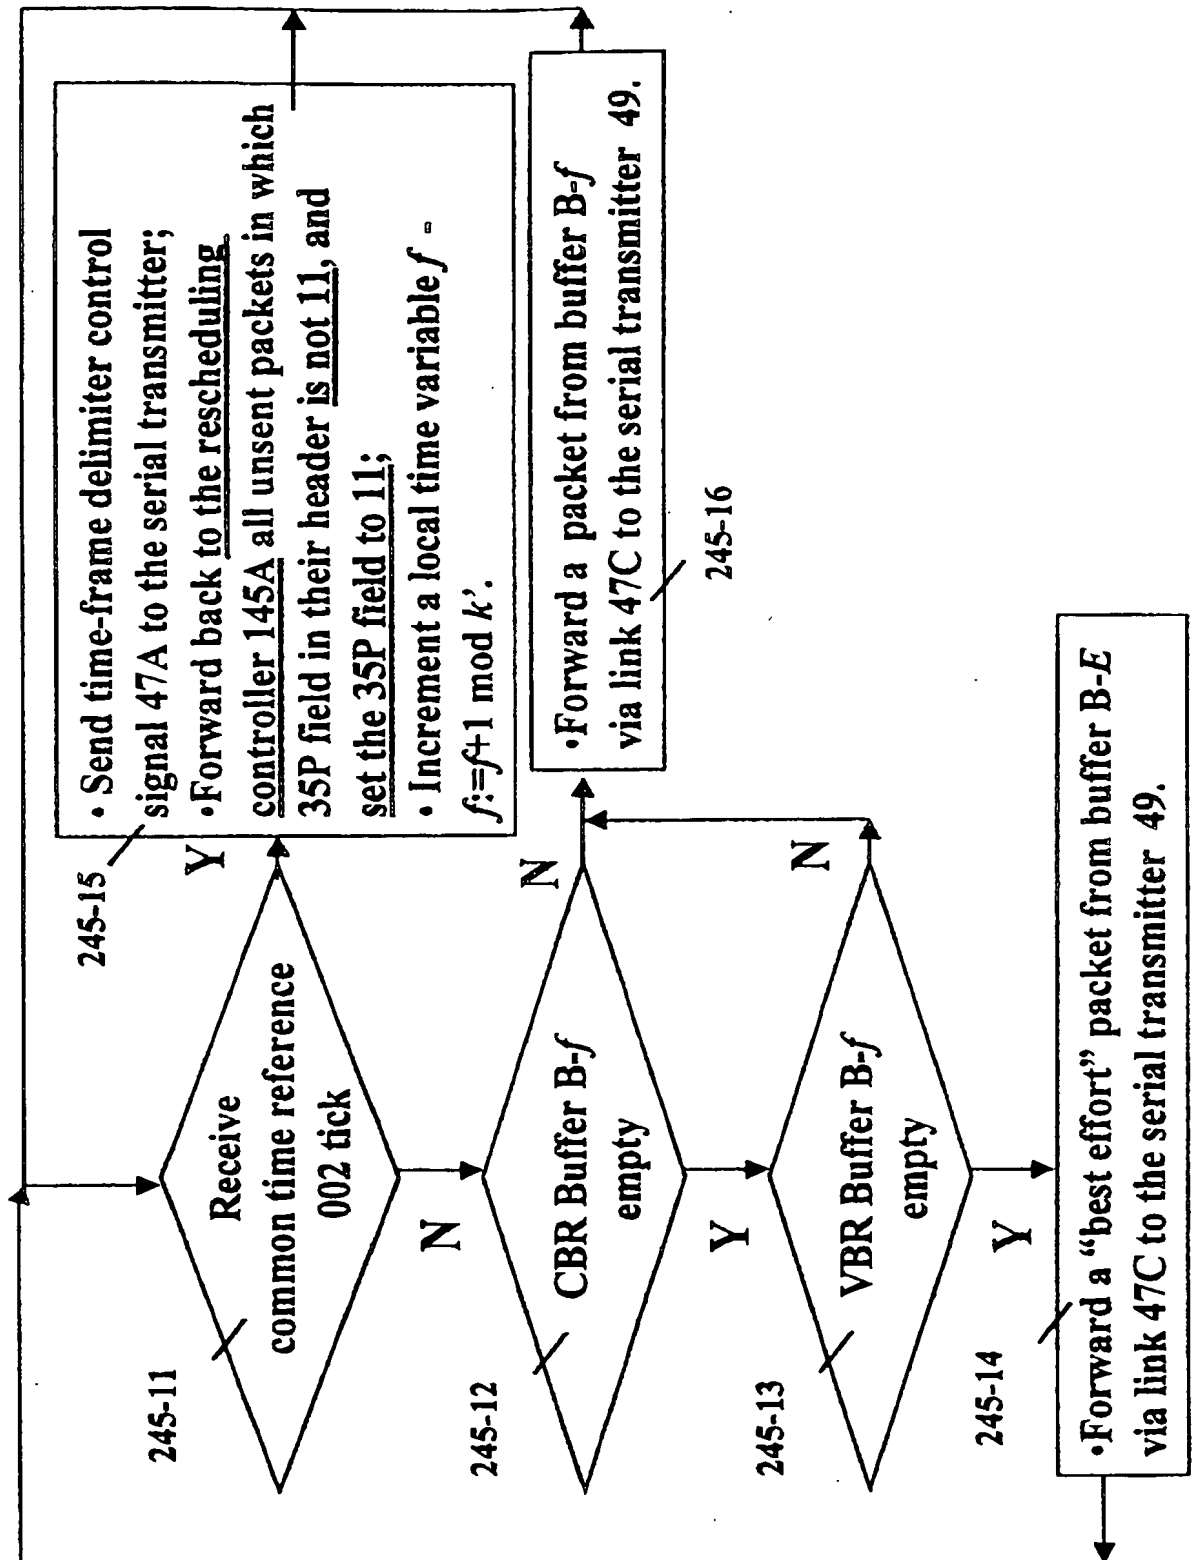 245-11
Receive
common time reference
002 tick
Y
N
245-15
• Send time-frame delimiter control
signal 47A to the serial transmitter;
•Forward back to the rescheduling
controller 145A all unsent packets in which
35P field in their header is not 11, and
set the 35P field to 11;
• Increment a local time variable f -
f:=f+1 mod k’.
245-12
CBR Buffer B-f
empty
N
Y
•Forward a packet from buffer B-f
via link 47C to the serial transmitter 49.
245-16
245-13
VBR Buffer B-f
empty
N
Y
245-14
•Forward a “best effort” packet from buffer B-E
via link 47C to the serial transmitter 49.